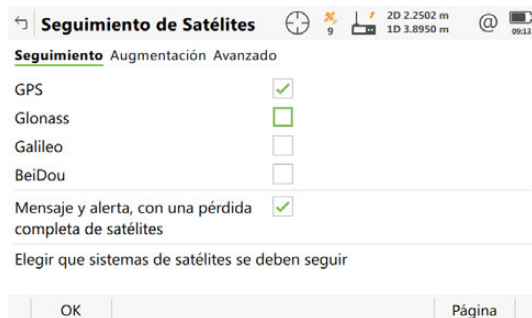 Seguimiento de Satélites
9
2D 2.2502 m
1D 3.8950 m
@
09:13
Seguimiento Augmentación Avanzado
GPS
Glonass
Galileo
BeiDou
Mensaje y alerta, con una pérdida
completa de satélites
Elegir que sistemas de satélites se deben seguir
OK
Página